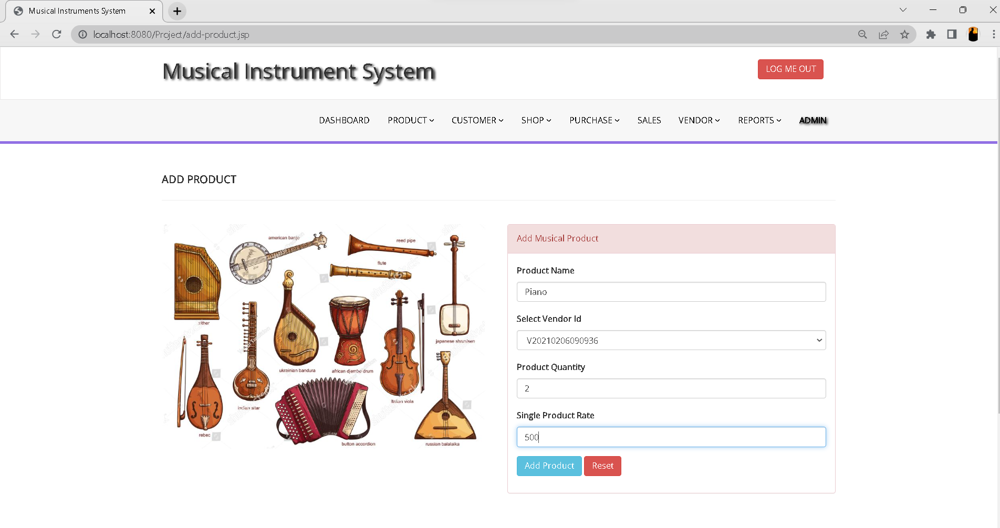 Musical Instruments System
localhost:8080/Project/add-product.jsp
Musical Instrument System
LOG ME OUT
DASHBOARD PRODUCT CUSTOMER SHOP PURCHASE SALES VENDOR REPORTS ADMIN
ADD PRODUCT
american banjo
reed pipe
flute
zither
japanese shamisen
ukrainian bandura
african djembe drum
Italian viola
indian sitar
rebec
button accordion
russian balalaika
Add Musical Product
Product Name
Piano
Select Vendor Id
V20210206090936
Product Quantity
2
Single Product Rate
500
Add Product Reset